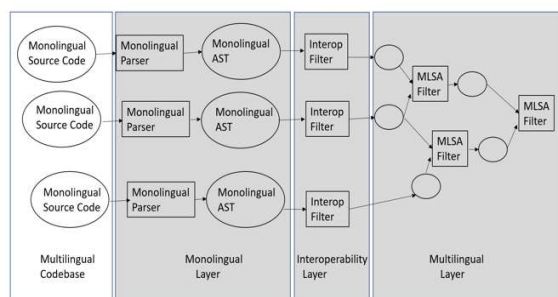 Monolingual
Source Code
Monolingual
Parser
Monolingual
AST
Interop
Filter
MLSA
Filter
Monolingual
Source Code
Monolingual
Parser
Monolingual
AST
Interop
Filter
MLSA
Filter
MLSA
Filter
Monolingual
Source Code
Monolingual
Parser
Monolingual
AST
Interop
Filter
Multilingual
Codebase
Monolingual
Layer
Interoperability
Layer
Multilingual
Layer